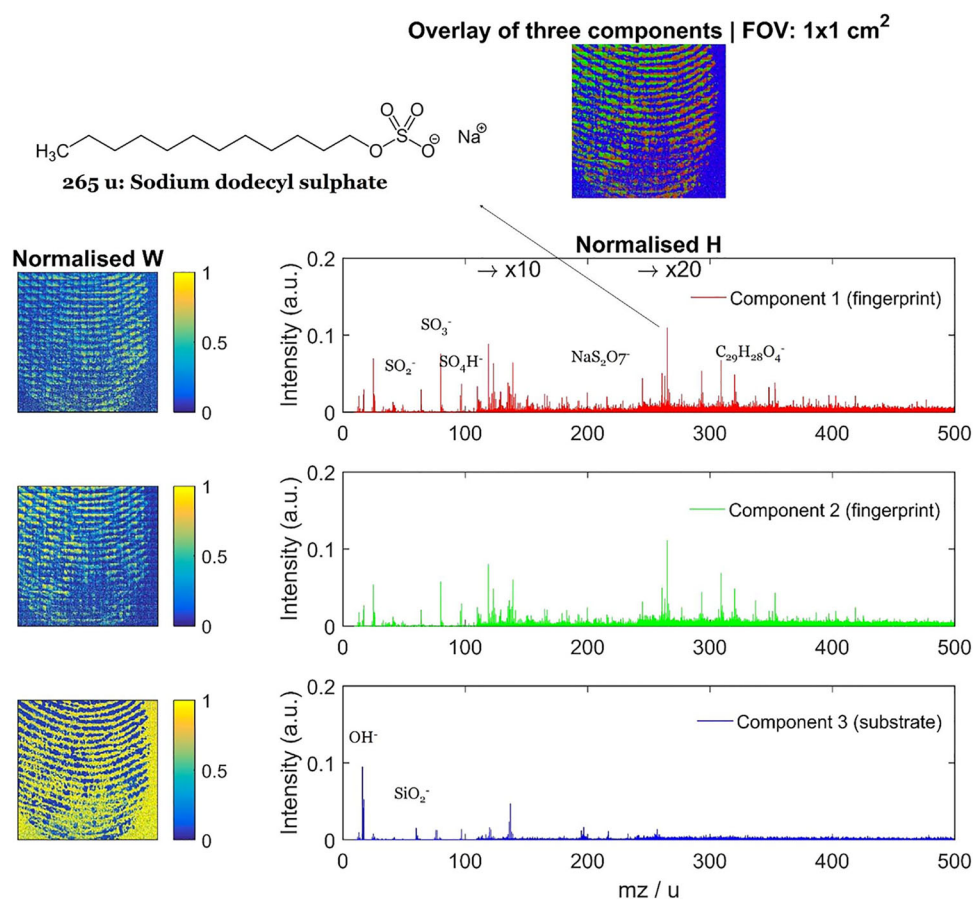 Overlay of three components | FOV: 1x1 cm²
H₃C
O
O
S
O
O
⊖
Na⊕
265 u: Sodium dodecyl sulphate
Normalised W
Normalised H
1
0.5
0
0.2
0.1
0
Intensity (a.u.)
→ x10
→ x20
Component 1 (fingerprint)
SO₂⁻
SO₃⁻
SO₄H⁻
NaS₂O7⁻
C₂₉H₂₈O₄⁻
0 100 200 300 400 500
1
0.5
0
0.2
0.1
0
Intensity (a.u.)
Component 2 (fingerprint)
0 100 200 300 400 500
1
0.5
0
0.2
0.1
0
Intensity (a.u.)
Component 3 (substrate)
OH⁻
SiO₂⁻
0 100 200 300 400 500
mz / u